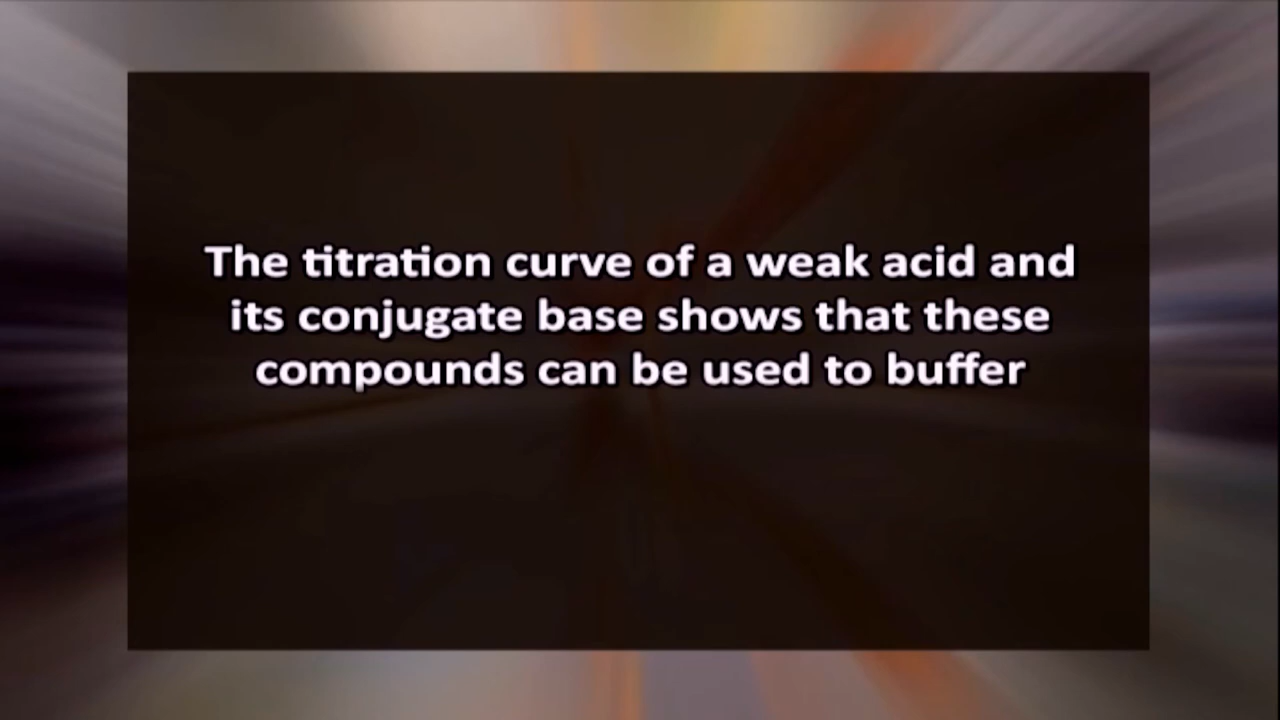 The titration curve of a weak acid and
its conjugate base shows that these
compounds can be used to buffer